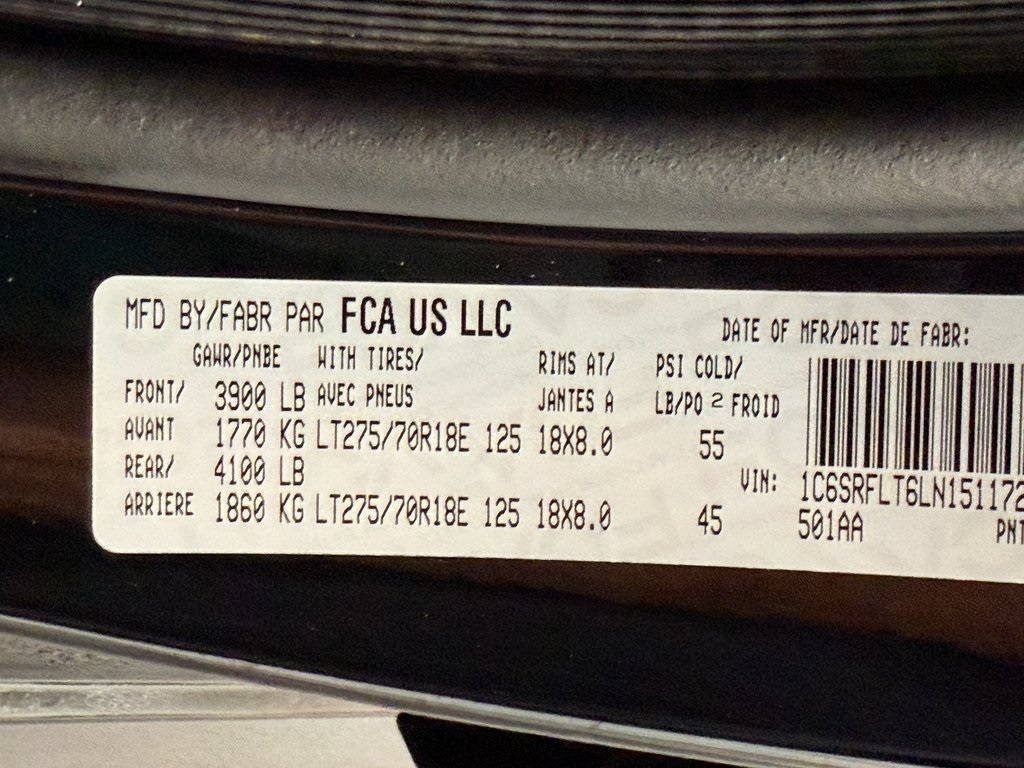 MFD BY/FABR PAR FCA US LLC
DATE OF MFR/DATE DE FABR:
GAWR/PNBE WITH TIRES/ RIMS AT/ PSI COLD/
FRONT/ 3900 LB AVEC PNEUS JANTES A LB/PO 2 FROID
AVANT 1770 KG LT275/70R18E 125 18X8.0 55
REAR/ 4100 LB
VIN: 1C6SRFLT6LN151172
ARRIERE 1860 KG LT275/70R18E 125 18X8.0 45
501AA PNT